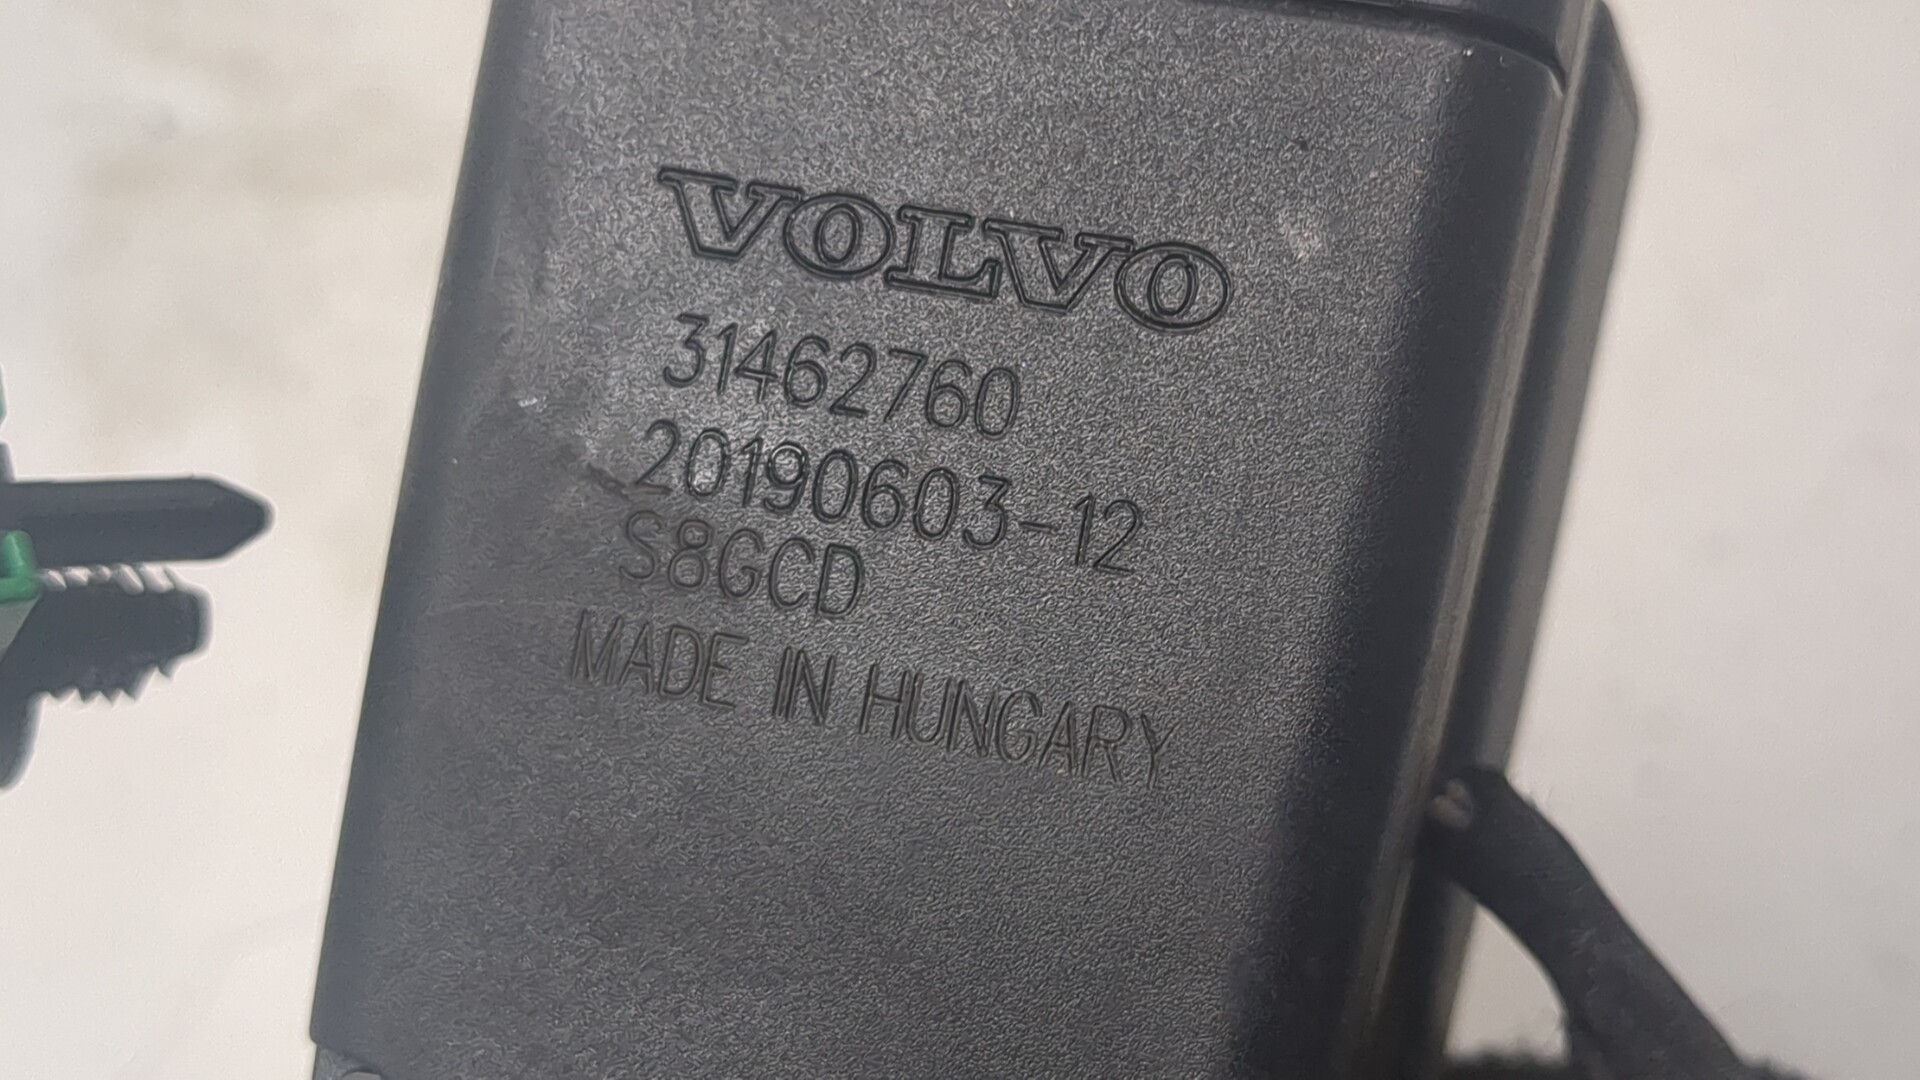 VOLVO
31462760
20190603-12
S8GCD
MADE IN HUNGARY